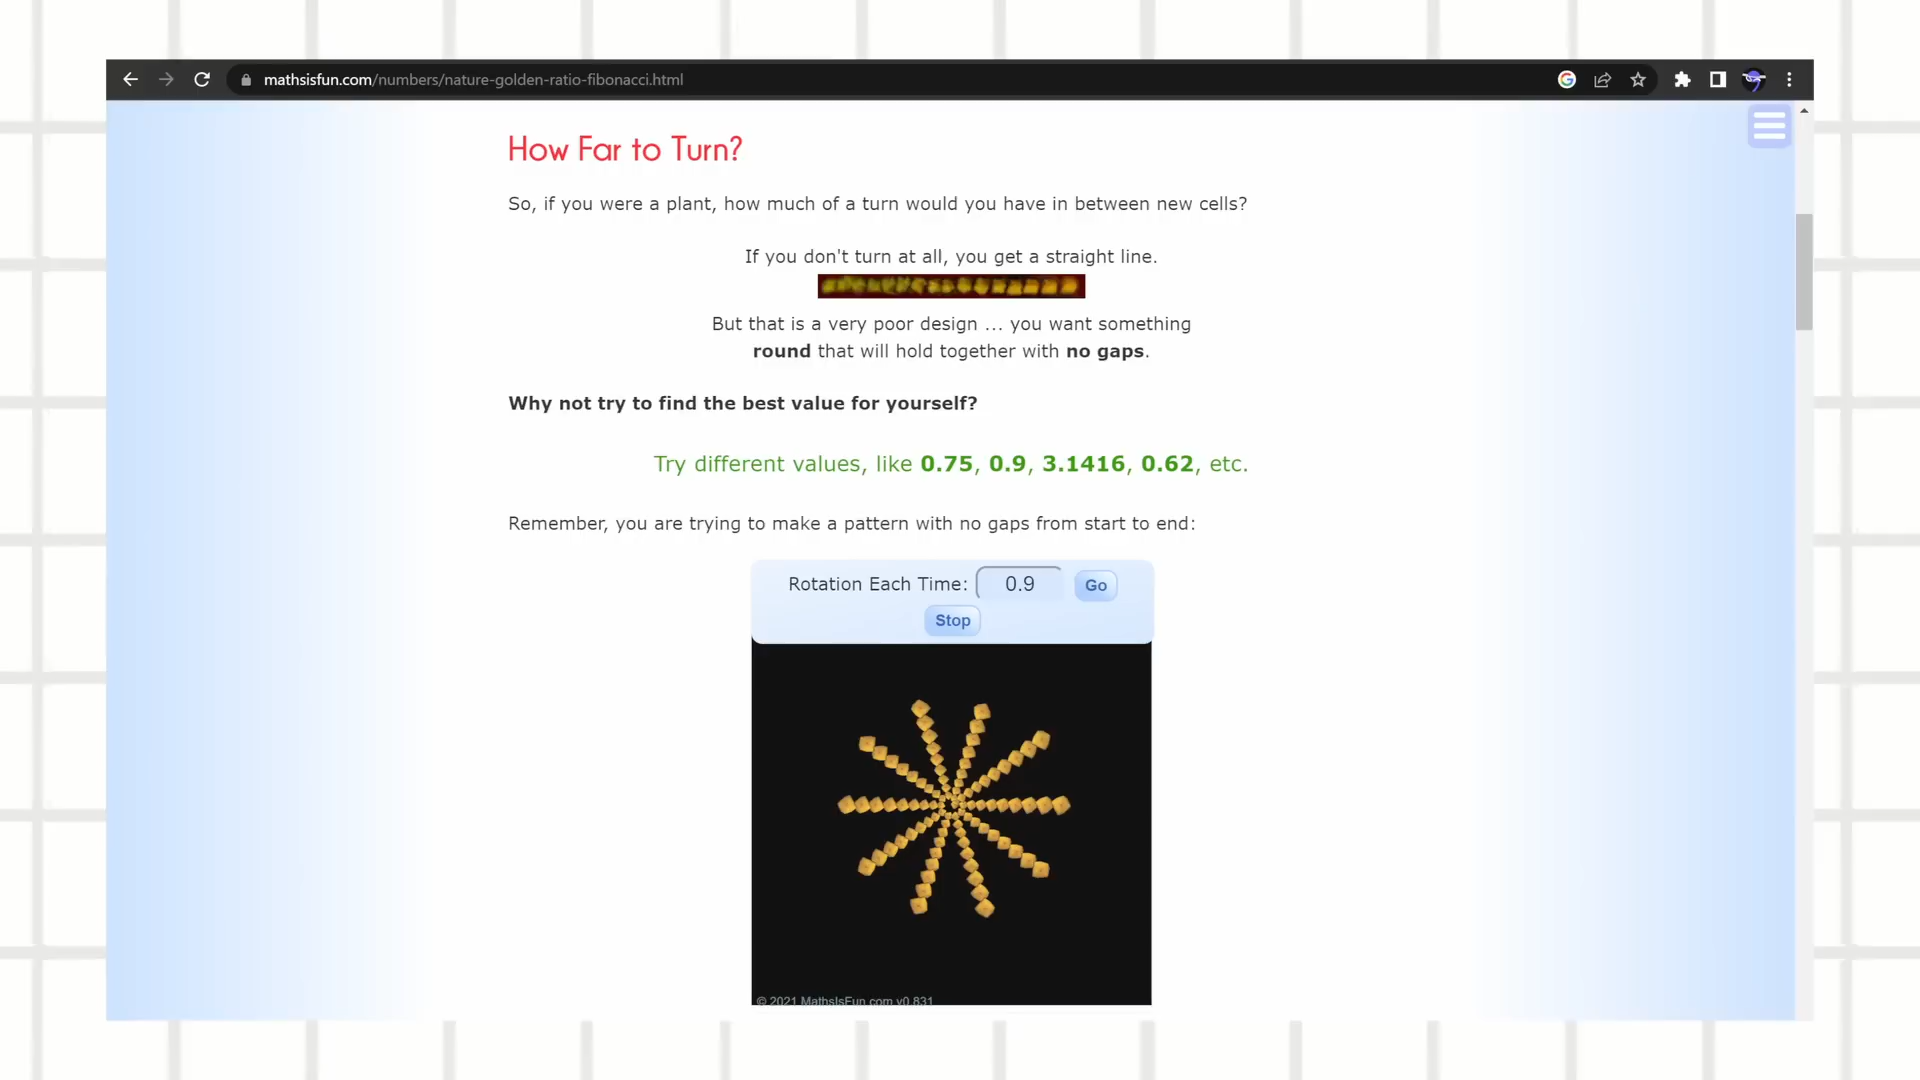 mathsisfun.com/numbers/nature-golden-ratio-fibonacci.html
How Far to Turn?
So, if you were a plant, how much of a turn would you have in between new cells?
If you don't turn at all, you get a straight line.
But that is a very poor design ... you want something
round that will hold together with no gaps.
Why not try to find the best value for yourself?
Try different values, like 0.75, 0.9, 3.1416, 0.62, etc.
Remember, you are trying to make a pattern with no gaps from start to end:
Rotation Each Time: 0.9 Go
Stop
© 2021 MathsIsFun.com v0.831